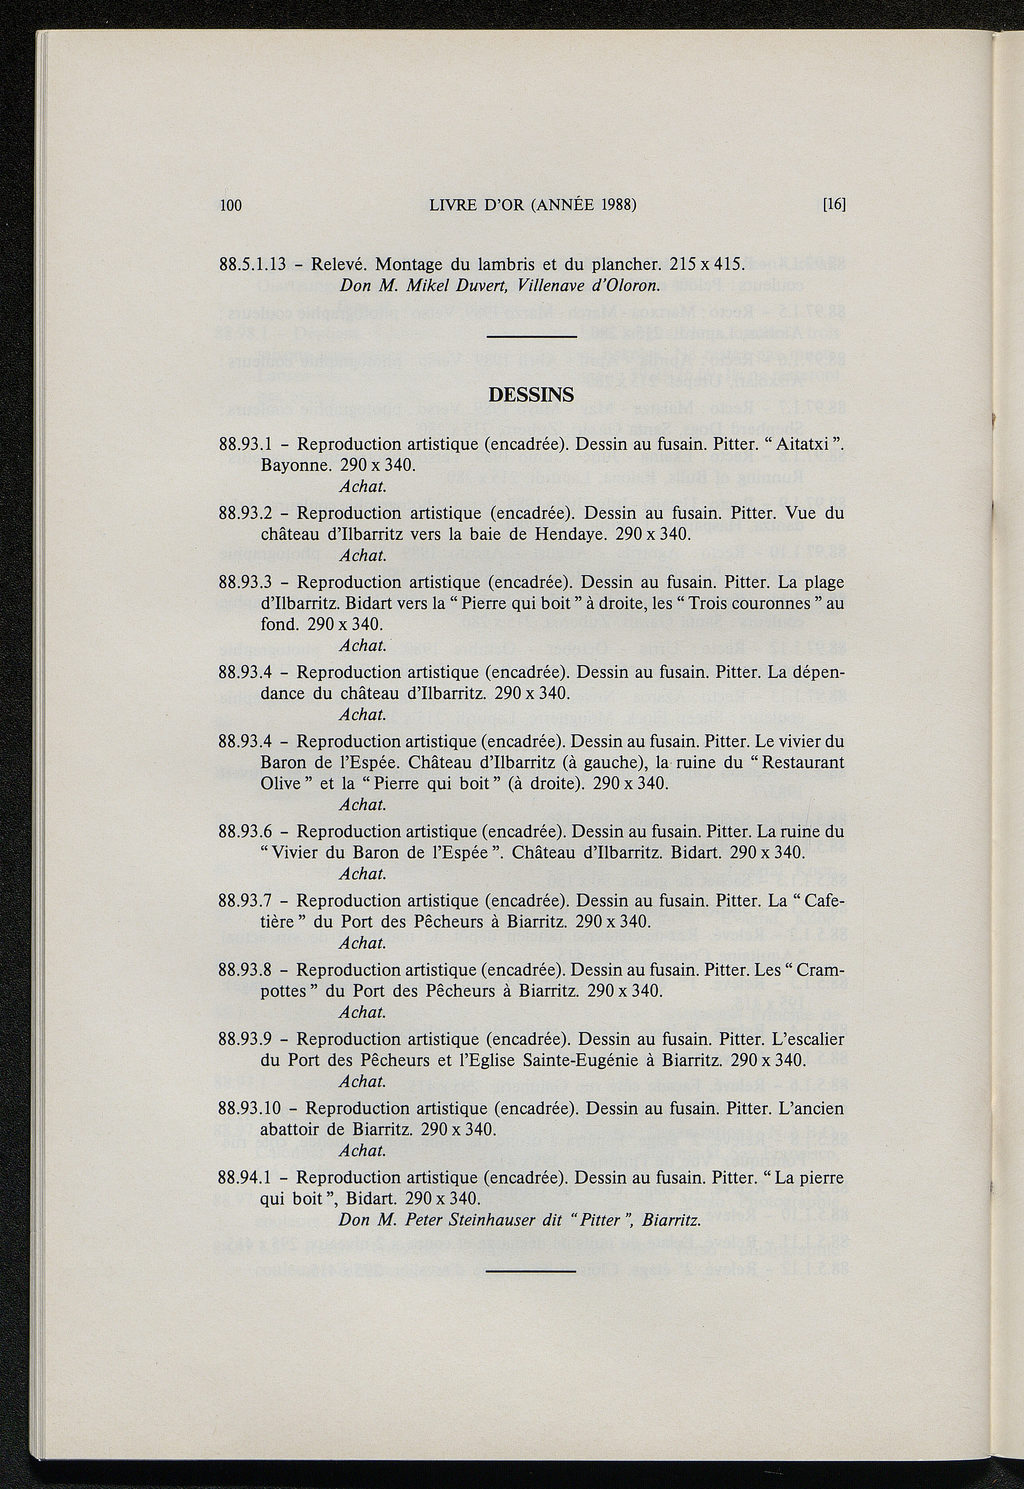 100 LIVRE D'OR (ANNÉE 1988) [16]
88.5.1.13 – Relevé. Montage du lambris et du plancher. 215 x 415.
Don M. Mikel Duvert, Villenave d'Oloron.
DESSINS
88.93.1 – Reproduction artistique (encadrée). Dessin au fusain. Pitter. “ Aitatxi ”.
Bayonne. 290 x 340.
Achat.
88.93.2 – Reproduction artistique (encadrée). Dessin au fusain. Pitter. Vue du
château d'Ilbarritz vers la baie de Hendaye. 290 x 340.
Achat.
88.93.3 – Reproduction artistique (encadrée). Dessin au fusain. Pitter. La plage
d'Ilbarritz. Bidart vers la “ Pierre qui boit ” à droite, les “ Trois couronnes ” au
fond. 290 x 340.
Achat.
88.93.4 – Reproduction artistique (encadrée). Dessin au fusain. Pitter. La dépen-
dance du château d'Ilbarritz. 290 x 340.
Achat.
88.93.4 – Reproduction artistique (encadrée). Dessin au fusain. Pitter. Le vivier du
Baron de l'Espée. Château d'Ilbarritz (à gauche), la ruine du “ Restaurant
Olive ” et la “ Pierre qui boit ” (à droite). 290 x 340.
Achat.
88.93.6 – Reproduction artistique (encadrée). Dessin au fusain. Pitter. La ruine du
“ Vivier du Baron de l'Espée ”. Château d'Ilbarritz. Bidart. 290 x 340.
Achat.
88.93.7 – Reproduction artistique (encadrée). Dessin au fusain. Pitter. La “ Cafe-
tière ” du Port des Pêcheurs à Biarritz. 290 x 340.
Achat.
88.93.8 – Reproduction artistique (encadrée). Dessin au fusain. Pitter. Les “ Cram-
pottes ” du Port des Pêcheurs à Biarritz. 290 x 340.
Achat.
88.93.9 – Reproduction artistique (encadrée). Dessin au fusain. Pitter. L'escalier
du Port des Pêcheurs et l'Eglise Sainte-Eugénie à Biarritz. 290 x 340.
Achat.
88.93.10 – Reproduction artistique (encadrée). Dessin au fusain. Pitter. L'ancien
abattoir de Biarritz. 290 x 340.
Achat.
88.94.1 – Reproduction artistique (encadrée). Dessin au fusain. Pitter. “ La pierre
qui boit ”, Bidart. 290 x 340.
Don M. Peter Steinhauser dit “ Pitter ”, Biarritz.